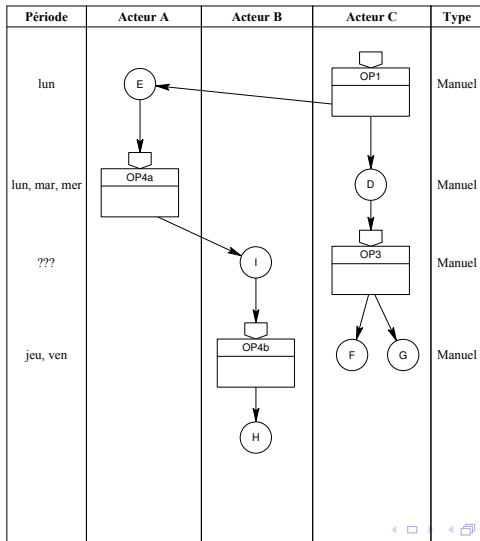 Période Acteur A Acteur B Acteur C Type
OP1
lun E Manuel
OP4a
lun, mar, mer D Manuel
OP3
??? I Manuel
OP4b
jeu, ven F G Manuel
H